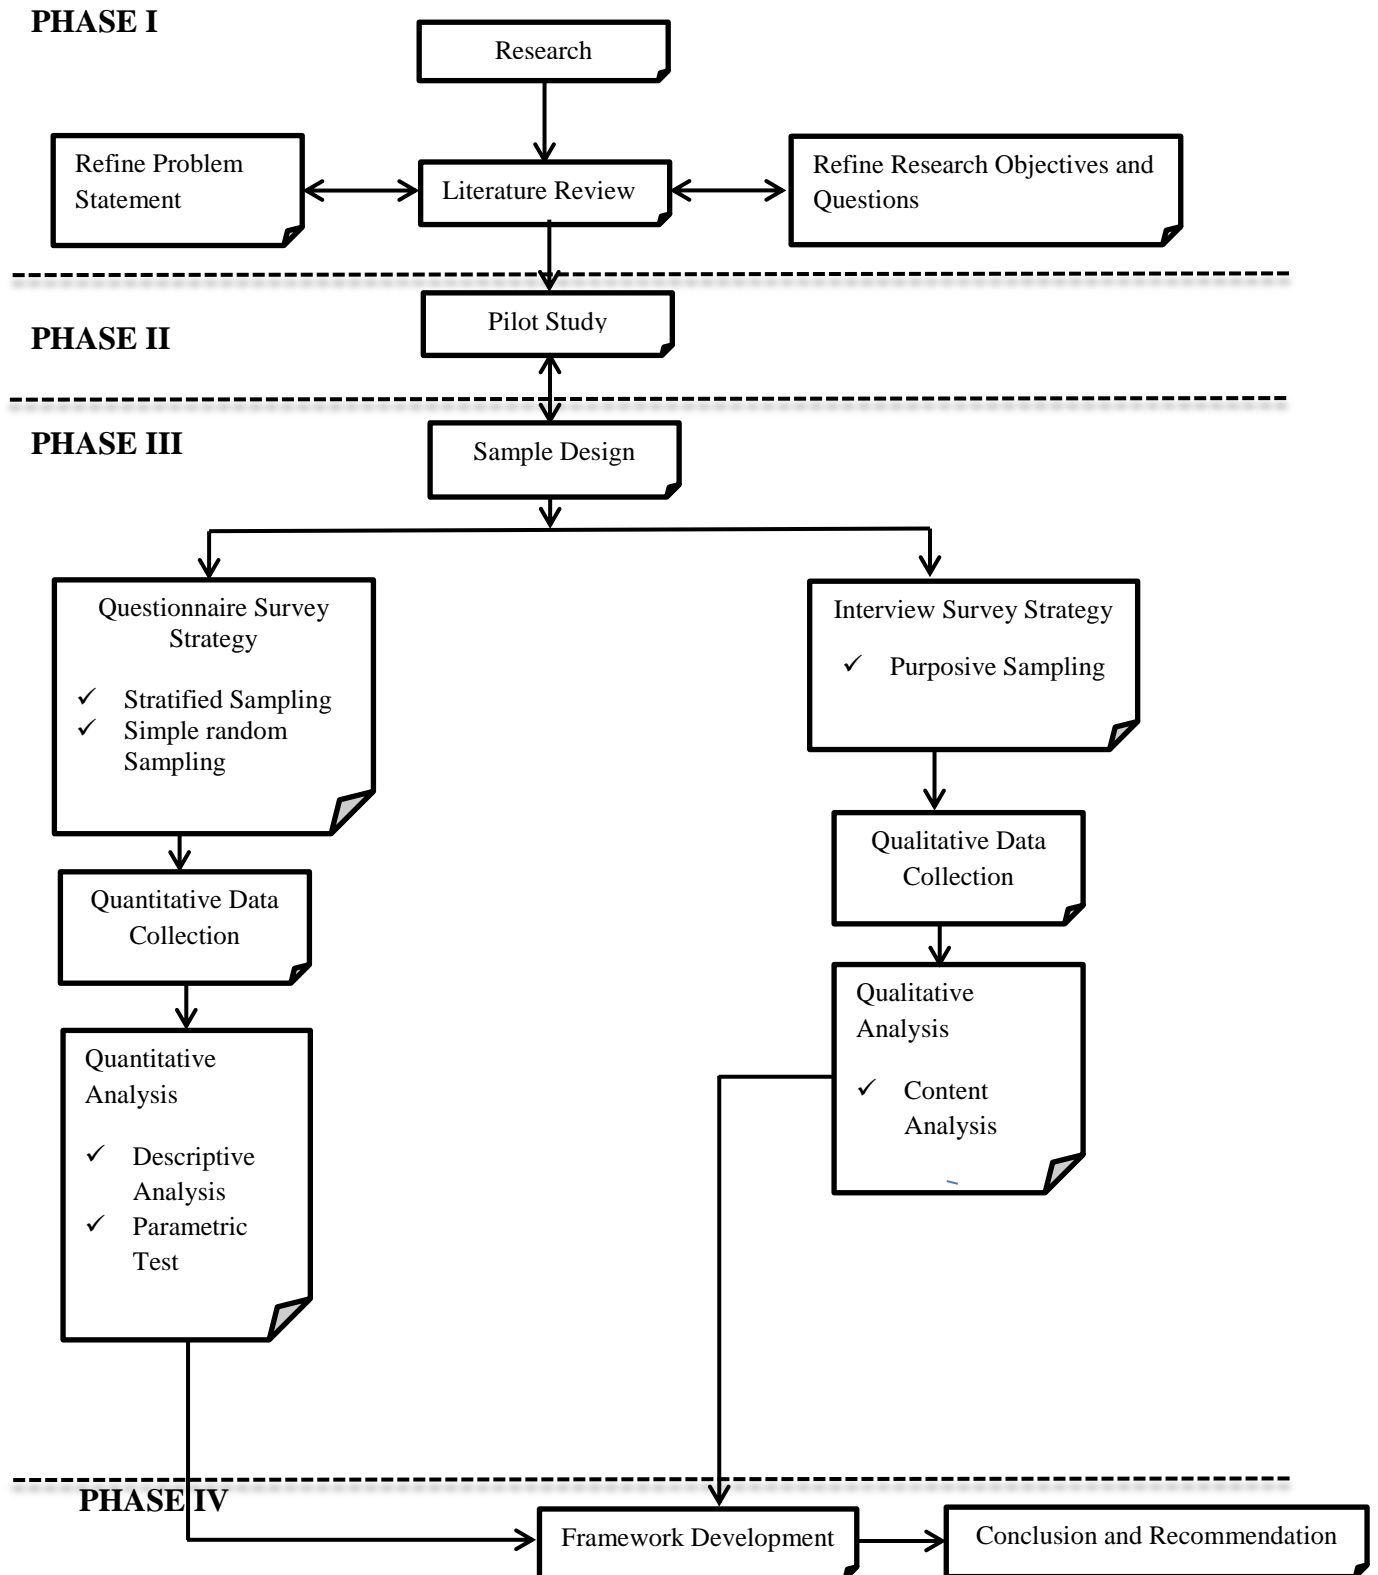 PHASE I
Research
Refine Problem
Statement
Literature Review
Refine Research Objectives and
Questions
PHASE II
Pilot Study
PHASE III
Sample Design
Questionnaire Survey
Strategy
✓ Stratified Sampling
✓ Simple random
Sampling
Interview Survey Strategy
✓ Purposive Sampling
Quantitative Data
Collection
Qualitative Data
Collection
Quantitative
Analysis
✓ Descriptive
Analysis
✓ Parametric
Test
Qualitative
Analysis
✓ Content
Analysis
PHASE IV
Framework Development
Conclusion and Recommendation